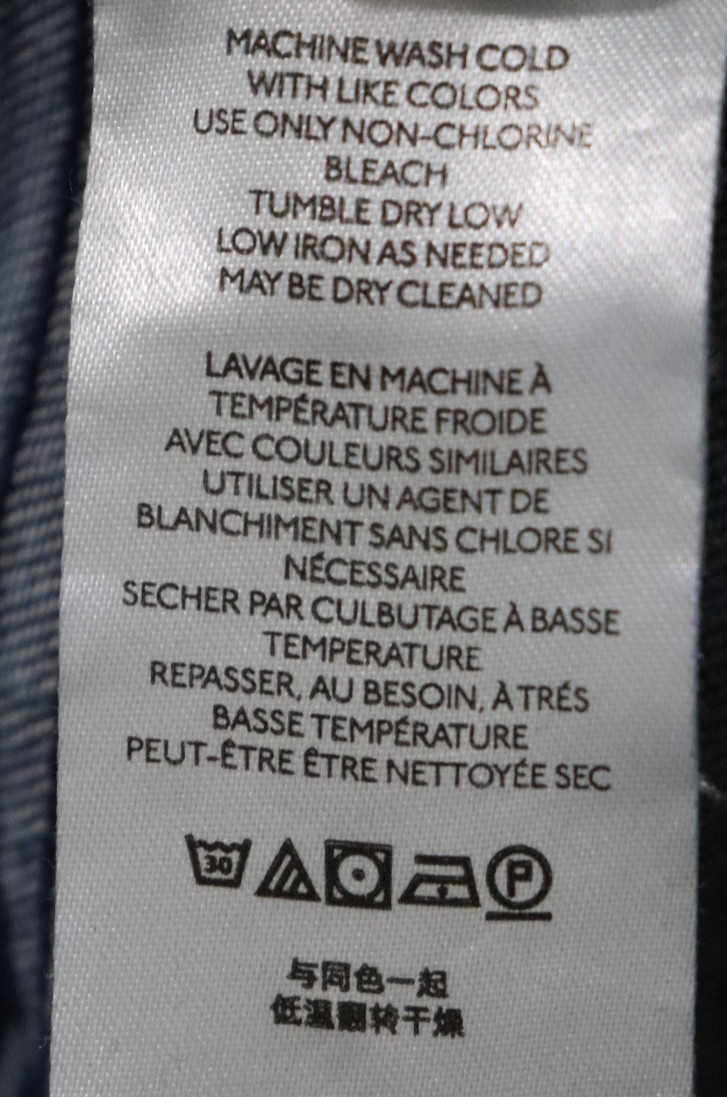 MACHINE WASH COLD
WITH LIKE COLORS
USE ONLY NON-CHLORINE
BLEACH
TUMBLE DRY LOW
LOW IRON AS NEEDED
MAY BE DRY CLEANED
LAVAGE EN MACHINE À
TEMPÉRATURE FROIDE
AVEC COULEURS SIMILAIRES
UTILISER UN AGENT DE
BLANCHIMENT SANS CHLORE SI
NÉCESSAIRE
SECHER PAR CULBUTAGE À BASSE
TEMPERATURE
REPASSER, AU BESOIN, À TRÉS
BASSE TEMPÉRATURE
PEUT-ÊTRE ÊTRE NETTOYÉE SEC
30 P
与同色一起
低温翻转干燥